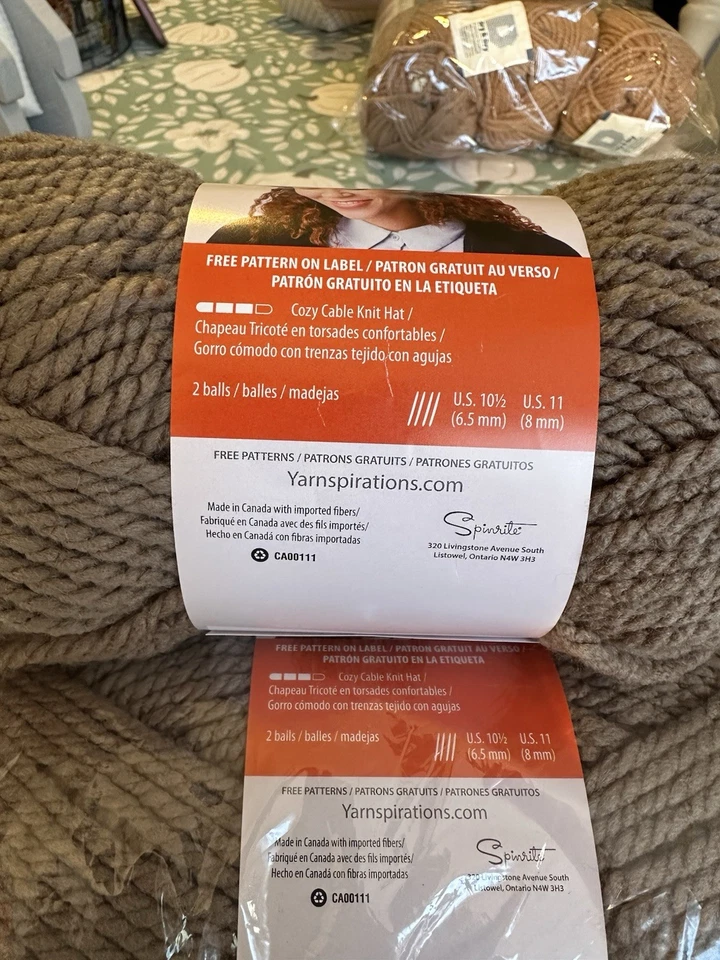 FREE PATTERN ON LABEL / PATRON GRATUIT AU VERSO /
PATRÓN GRATUITO EN LA ETIQUETA
Cozy Cable Knit Hat /
Chapeau Tricoté en torsades confortables /
Gorro cómodo con trenzas tejido con agujas
2 balls / balles / madejas
U.S. 10½ U.S. 11
(6.5 mm) (8 mm)
FREE PATTERNS / PATRONS GRATUITS / PATRONES GRATUITOS
Yarnspirations.com
Made in Canada with imported fibers/
Fabriqué en Canada avec des fils importés/
Hecho en Canadá con fibras importadas
CA00111
Spinrite
320 Livingstone Avenue South
Listowel, Ontario N4W 3H3
FREE PATTERN ON LABEL / PATRON GRATUIT AU VERSO /
PATRÓN GRATUITO EN LA ETIQUETA
Cozy Cable Knit Hat /
Chapeau Tricoté en torsades confortables /
Gorro cómodo con trenzas tejido con agujas
2 balls / balles / madejas
U.S. 10½ U.S. 11
(6.5 mm) (8 mm)
FREE PATTERNS / PATRONS GRATUITS / PATRONES GRATUITOS
Yarnspirations.com
Made in Canada with imported fibers/
Fabriqué en Canada avec des fils importés/
Hecho en Canadá con fibras importadas
CA00111
Spinrite
320 Livingstone Avenue South
Listowel, Ontario N4W 3H3